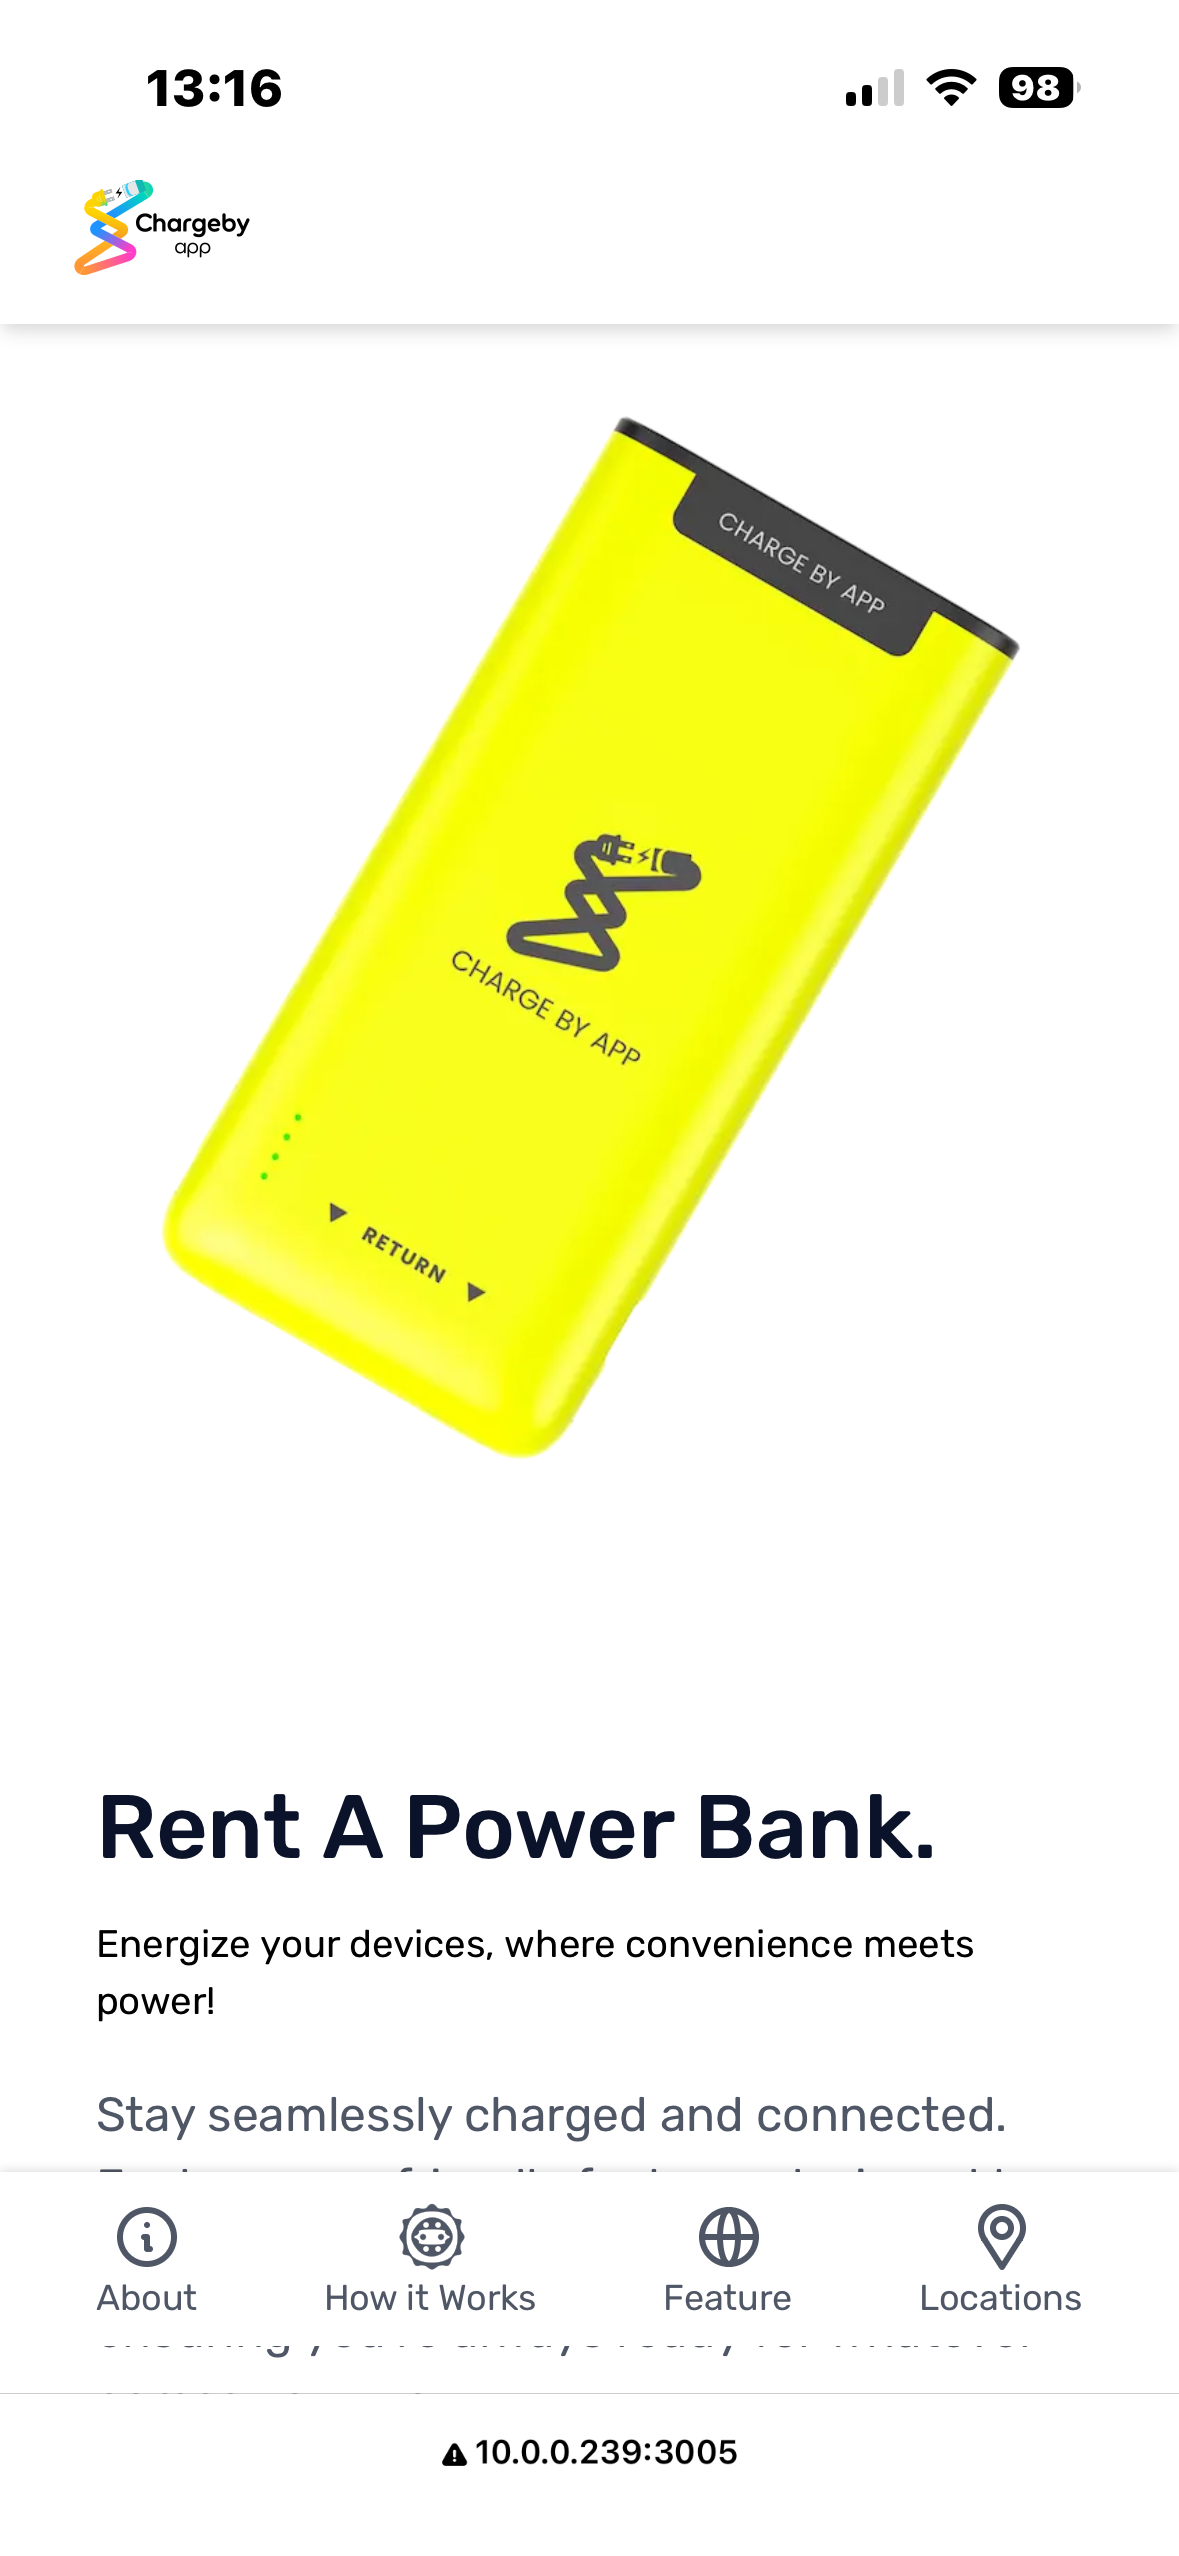 13:16
98
Chargeby
app
CHARGE BY APP
CHARGE BY APP
RETURN
Rent A Power Bank.
Energize your devices, where convenience meets
power!
Stay seamlessly charged and connected.
About
How it Works
Feature
Locations
10.0.0.239:3005